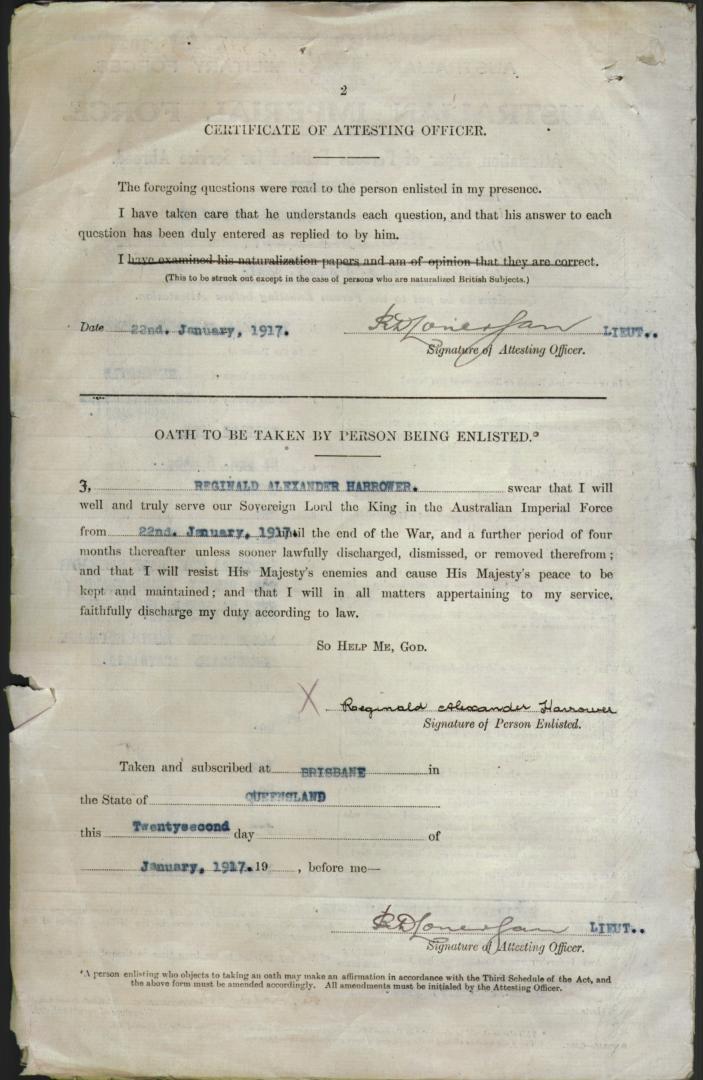 2
CERTIFICATE OF ATTESTING OFFICER.
The foregoing questions were read to the person enlisted in my presence.
I have taken care that he understands each question, and that his answer to each
question has been duly entered as replied to by him.
I have examined his naturalization papers and am of opinion that they are correct.
(This to be struck out except in the case of persons who are naturalized British Subjects.)
Date 22nd. January, 1917. LIEUT..
Signature of Attesting Officer.
OATH TO BE TAKEN BY PERSON BEING ENLISTED.*
I, REGINALD ALEXANDER HARROWER. swear that I will
well and truly serve our Sovereign Lord the King in the Australian Imperial Force
from 22nd. January, 1917. until the end of the War, and a further period of four
months thereafter unless sooner lawfully discharged, dismissed, or removed therefrom;
and that I will resist His Majesty's enemies and cause His Majesty's peace to be
kept and maintained; and that I will in all matters appertaining to my service,
faithfully discharge my duty according to law.
SO HELP ME, GOD.
X Reginald Alexander Harrower
Signature of Person Enlisted.
Taken and subscribed at BRISBANE in
the State of QUEENSLAND
this Twentysecond day of
January, 1917. 19 , before me—
LIEUT..
Signature of Attesting Officer.
*A person enlisting who objects to taking an oath may make an affirmation in accordance with the Third Schedule of the Act, and
the above form must be amended accordingly. All amendments must be initialed by the Attesting Officer.